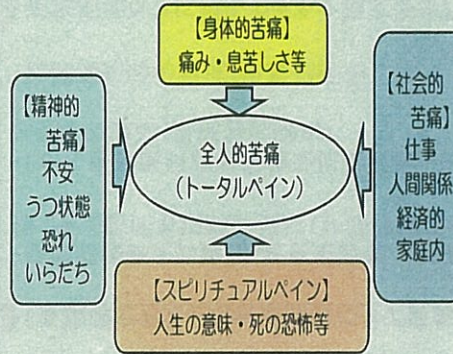 【身体的苦痛】
痛み・息苦しさ等
【精神的
苦痛】
不安
うつ状態
恐れ
いらだち
全人的苦痛
（トータルペイン）
【社会的
苦痛】
仕事
人間関係
経済的
家庭内
【スピリチュアルペイン】
人生の意味・死の恐怖等